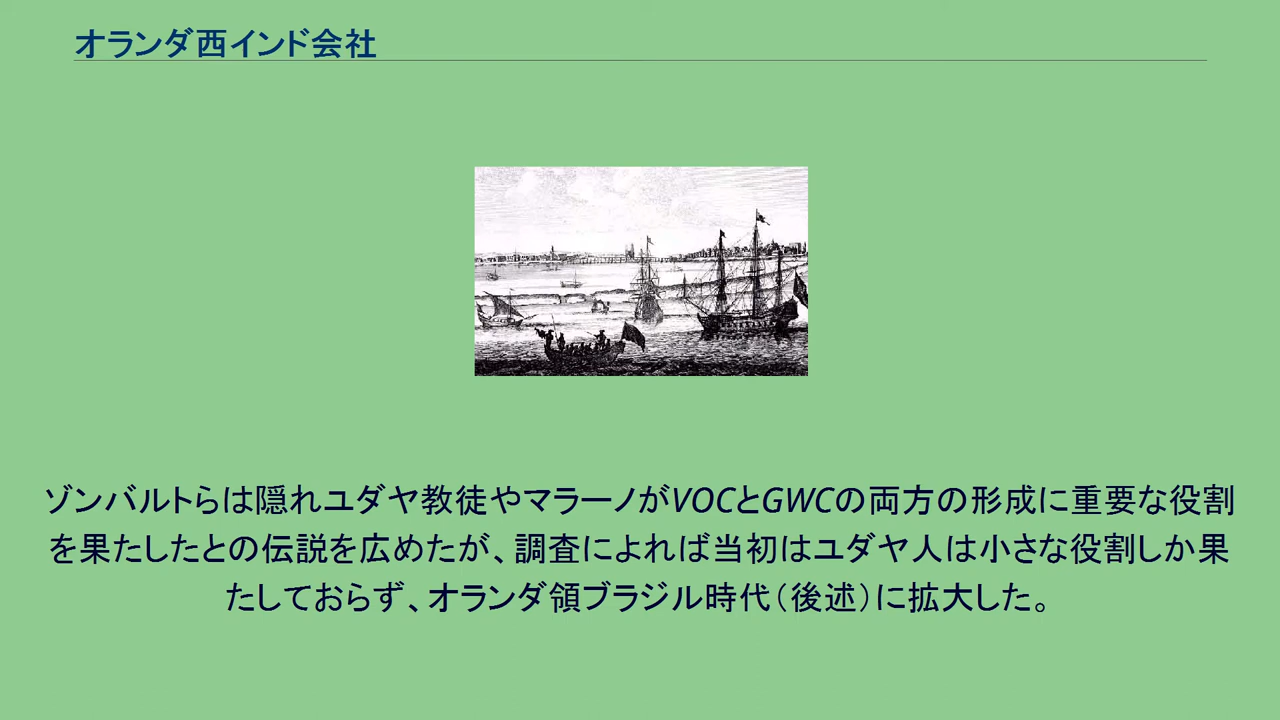 オランダ西インド会社
ゾンバルトらは隠れユダヤ教徒やマラーノがVOCとGWCの両方の形成に重要な役割
を果たしたとの伝説を広めたが、調査によれば当初はユダヤ人は小さな役割しか果
たしておらず、オランダ領ブラジル時代（後述）に拡大した。